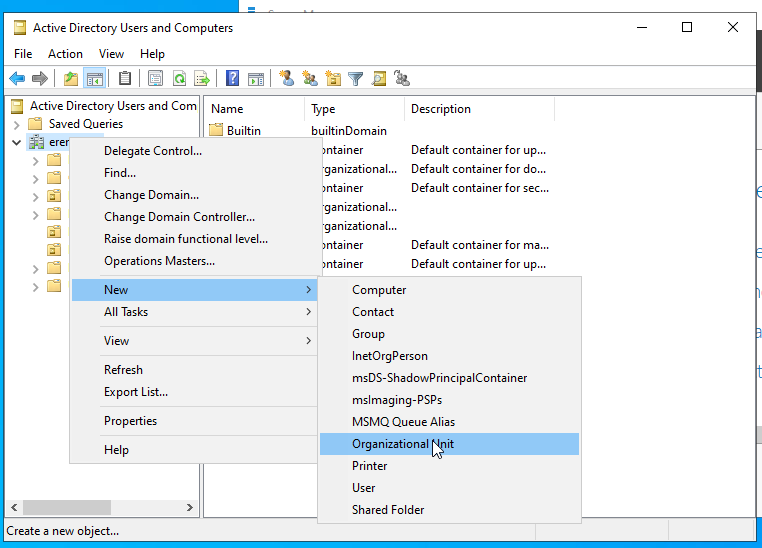 Active Directory Users and Computers
File Action View Help
Active Directory Users and Com
Saved Queries
erer
Name Type Description
Builtin builtinDomain
ontainer Default container for up...
rganizational... Default container for do...
ontainer Default container for sec...
rganizational...
rganizational...
ontainer Default container for ma...
ontainer Default container for up...
Delegate Control...
Find...
Change Domain...
Change Domain Controller...
Raise domain functional level...
Operations Masters...
New
All Tasks
View
Refresh
Export List...
Properties
Help
Computer
Contact
Group
InetOrgPerson
msDS-ShadowPrincipalContainer
msImaging-PSPs
MSMQ Queue Alias
Organizational Unit
Printer
User
Shared Folder
Create a new object...